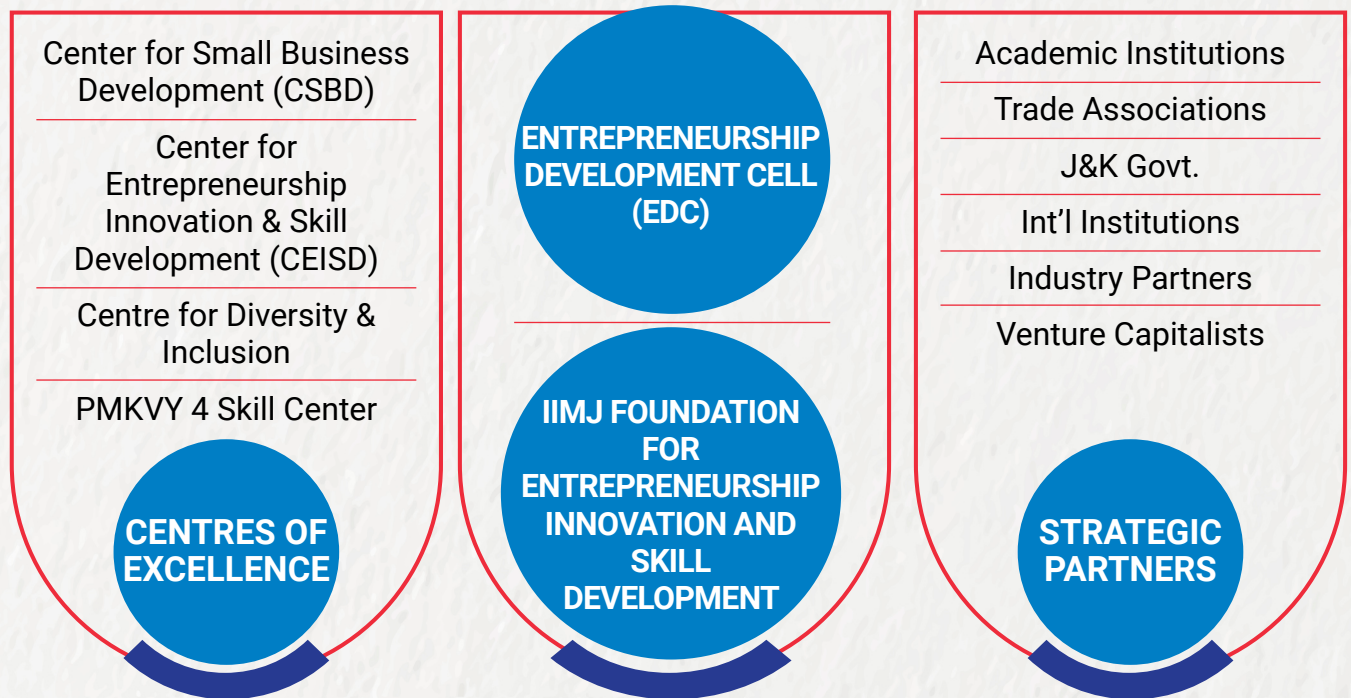 Center for Small Business
Development (CSBD)
Center for
Entrepreneurship
Innovation & Skill
Development (CEISD)
Centre for Diversity &
Inclusion
PMKVY 4 Skill Center
CENTRES OF
EXCELLENCE
ENTREPRENEURSHIP
DEVELOPMENT CELL
(EDC)
IIMJ FOUNDATION
FOR
ENTREPRENEURSHIP
INNOVATION AND
SKILL
DEVELOPMENT
Academic Institutions
Trade Associations
J&K Govt.
Int’l Institutions
Industry Partners
Venture Capitalists
STRATEGIC
PARTNERS